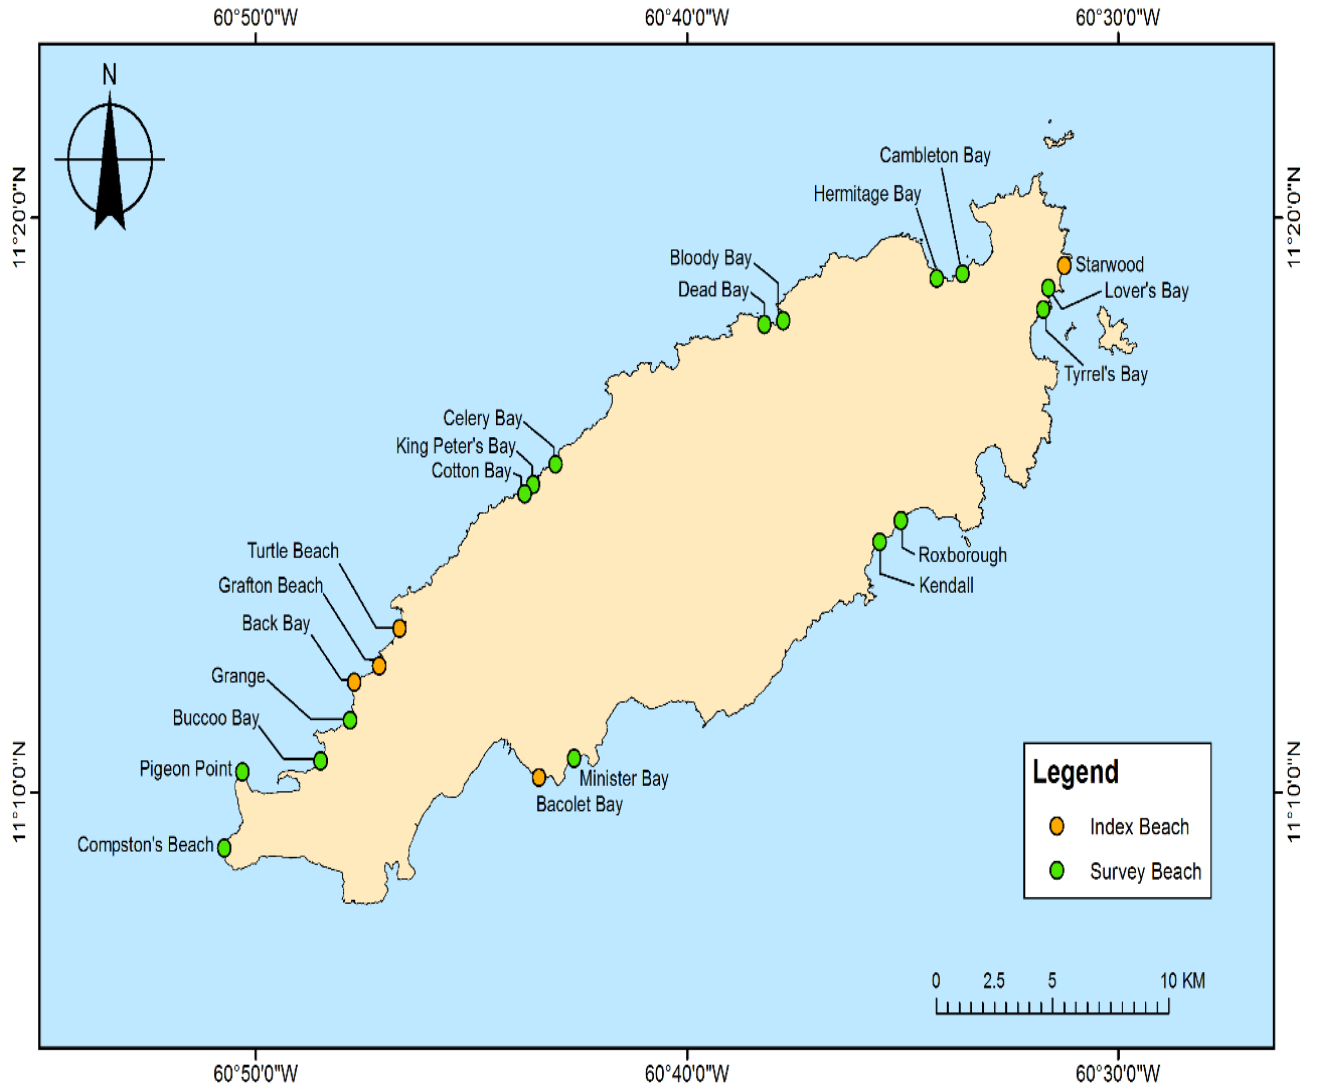 60°50'0"W
60°40'0"W
60°30'0"W
N
Cambleton Bay
Hermitage Bay
11°20'0"N
11°20'0"N
Bloody Bay
Starwood
Dead Bay
Lover's Bay
Tyrrel's Bay
Celery Bay
King Peter's Bay
Cotton Bay
Turtle Beach
Roxborough
Grafton Beach
Kendall
Back Bay
Grange
Buccoo Bay
Pigeon Point
Minister Bay
Bacolet Bay
11°10'0"N
11°10'0"N
Legend
Index Beach
Survey Beach
Compston's Beach
0 2.5 5 10 KM
60°50'0"W
60°40'0"W
60°30'0"W